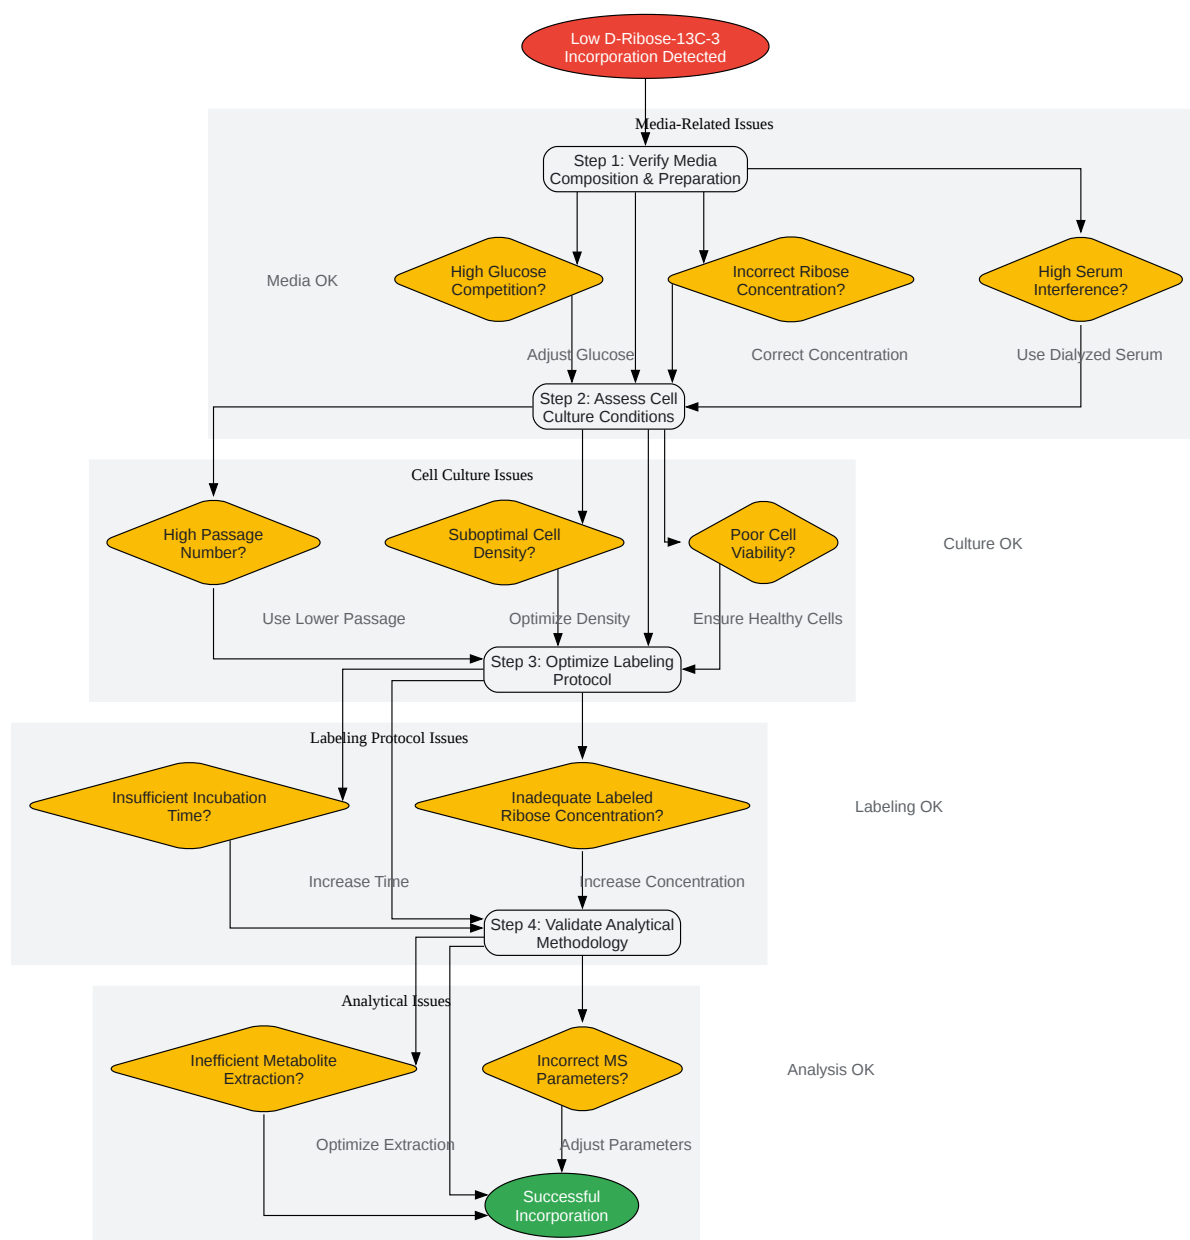 Low D-Ribose-13C-3
Incorporation Detected
Media-Related Issues
Step 1: Verify Media
Composition & Preparation
Media OK
High Glucose
Competition?
Incorrect Ribose
Concentration?
High Serum
Interference?
Adjust Glucose
Correct Concentration
Use Dialyzed Serum
Step 2: Assess Cell
Culture Conditions
Cell Culture Issues
High Passage
Number?
Suboptimal Cell
Density?
Poor Cell
Viability?
Culture OK
Use Lower Passage
Optimize Density
Ensure Healthy Cells
Step 3: Optimize Labeling
Protocol
Labeling Protocol Issues
Insufficient Incubation
Time?
Inadequate Labeled
Ribose Concentration?
Labeling OK
Increase Time
Increase Concentration
Step 4: Validate Analytical
Methodology
Analytical Issues
Inefficient Metabolite
Extraction?
Incorrect MS
Parameters?
Analysis OK
Optimize Extraction
Adjust Parameters
Successful
Incorporation